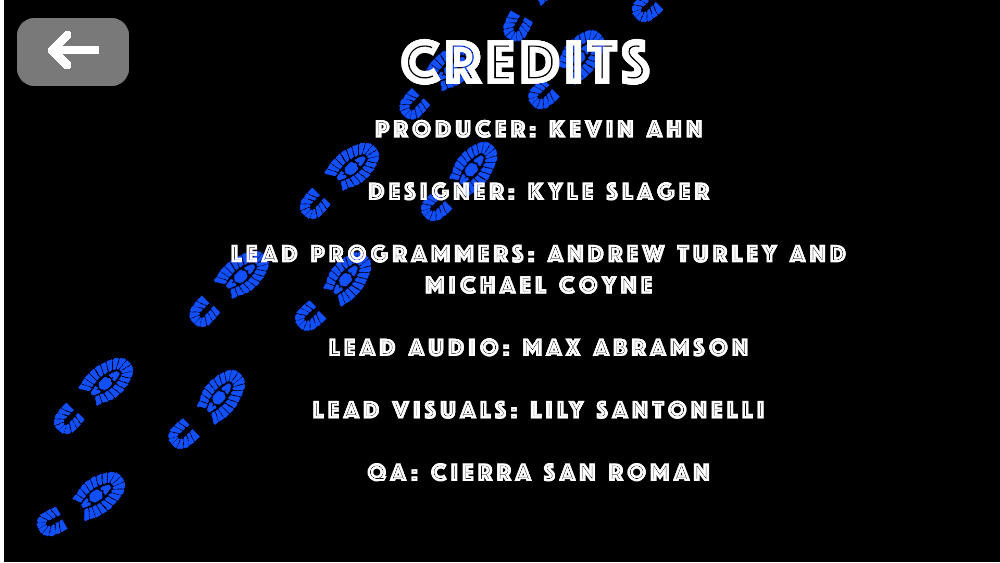 CREDITS
PRODUCER: KEVIN AHN
DESIGNER: KYLE SLAGER
LEAD PROGRAMMERS: ANDREW TURLEY AND
MICHAEL COYNE
LEAD AUDIO: MAX ABRAMSON
LEAD VISUALS: LILY SANTONELLI
QA: CIERRA SAN ROMAN